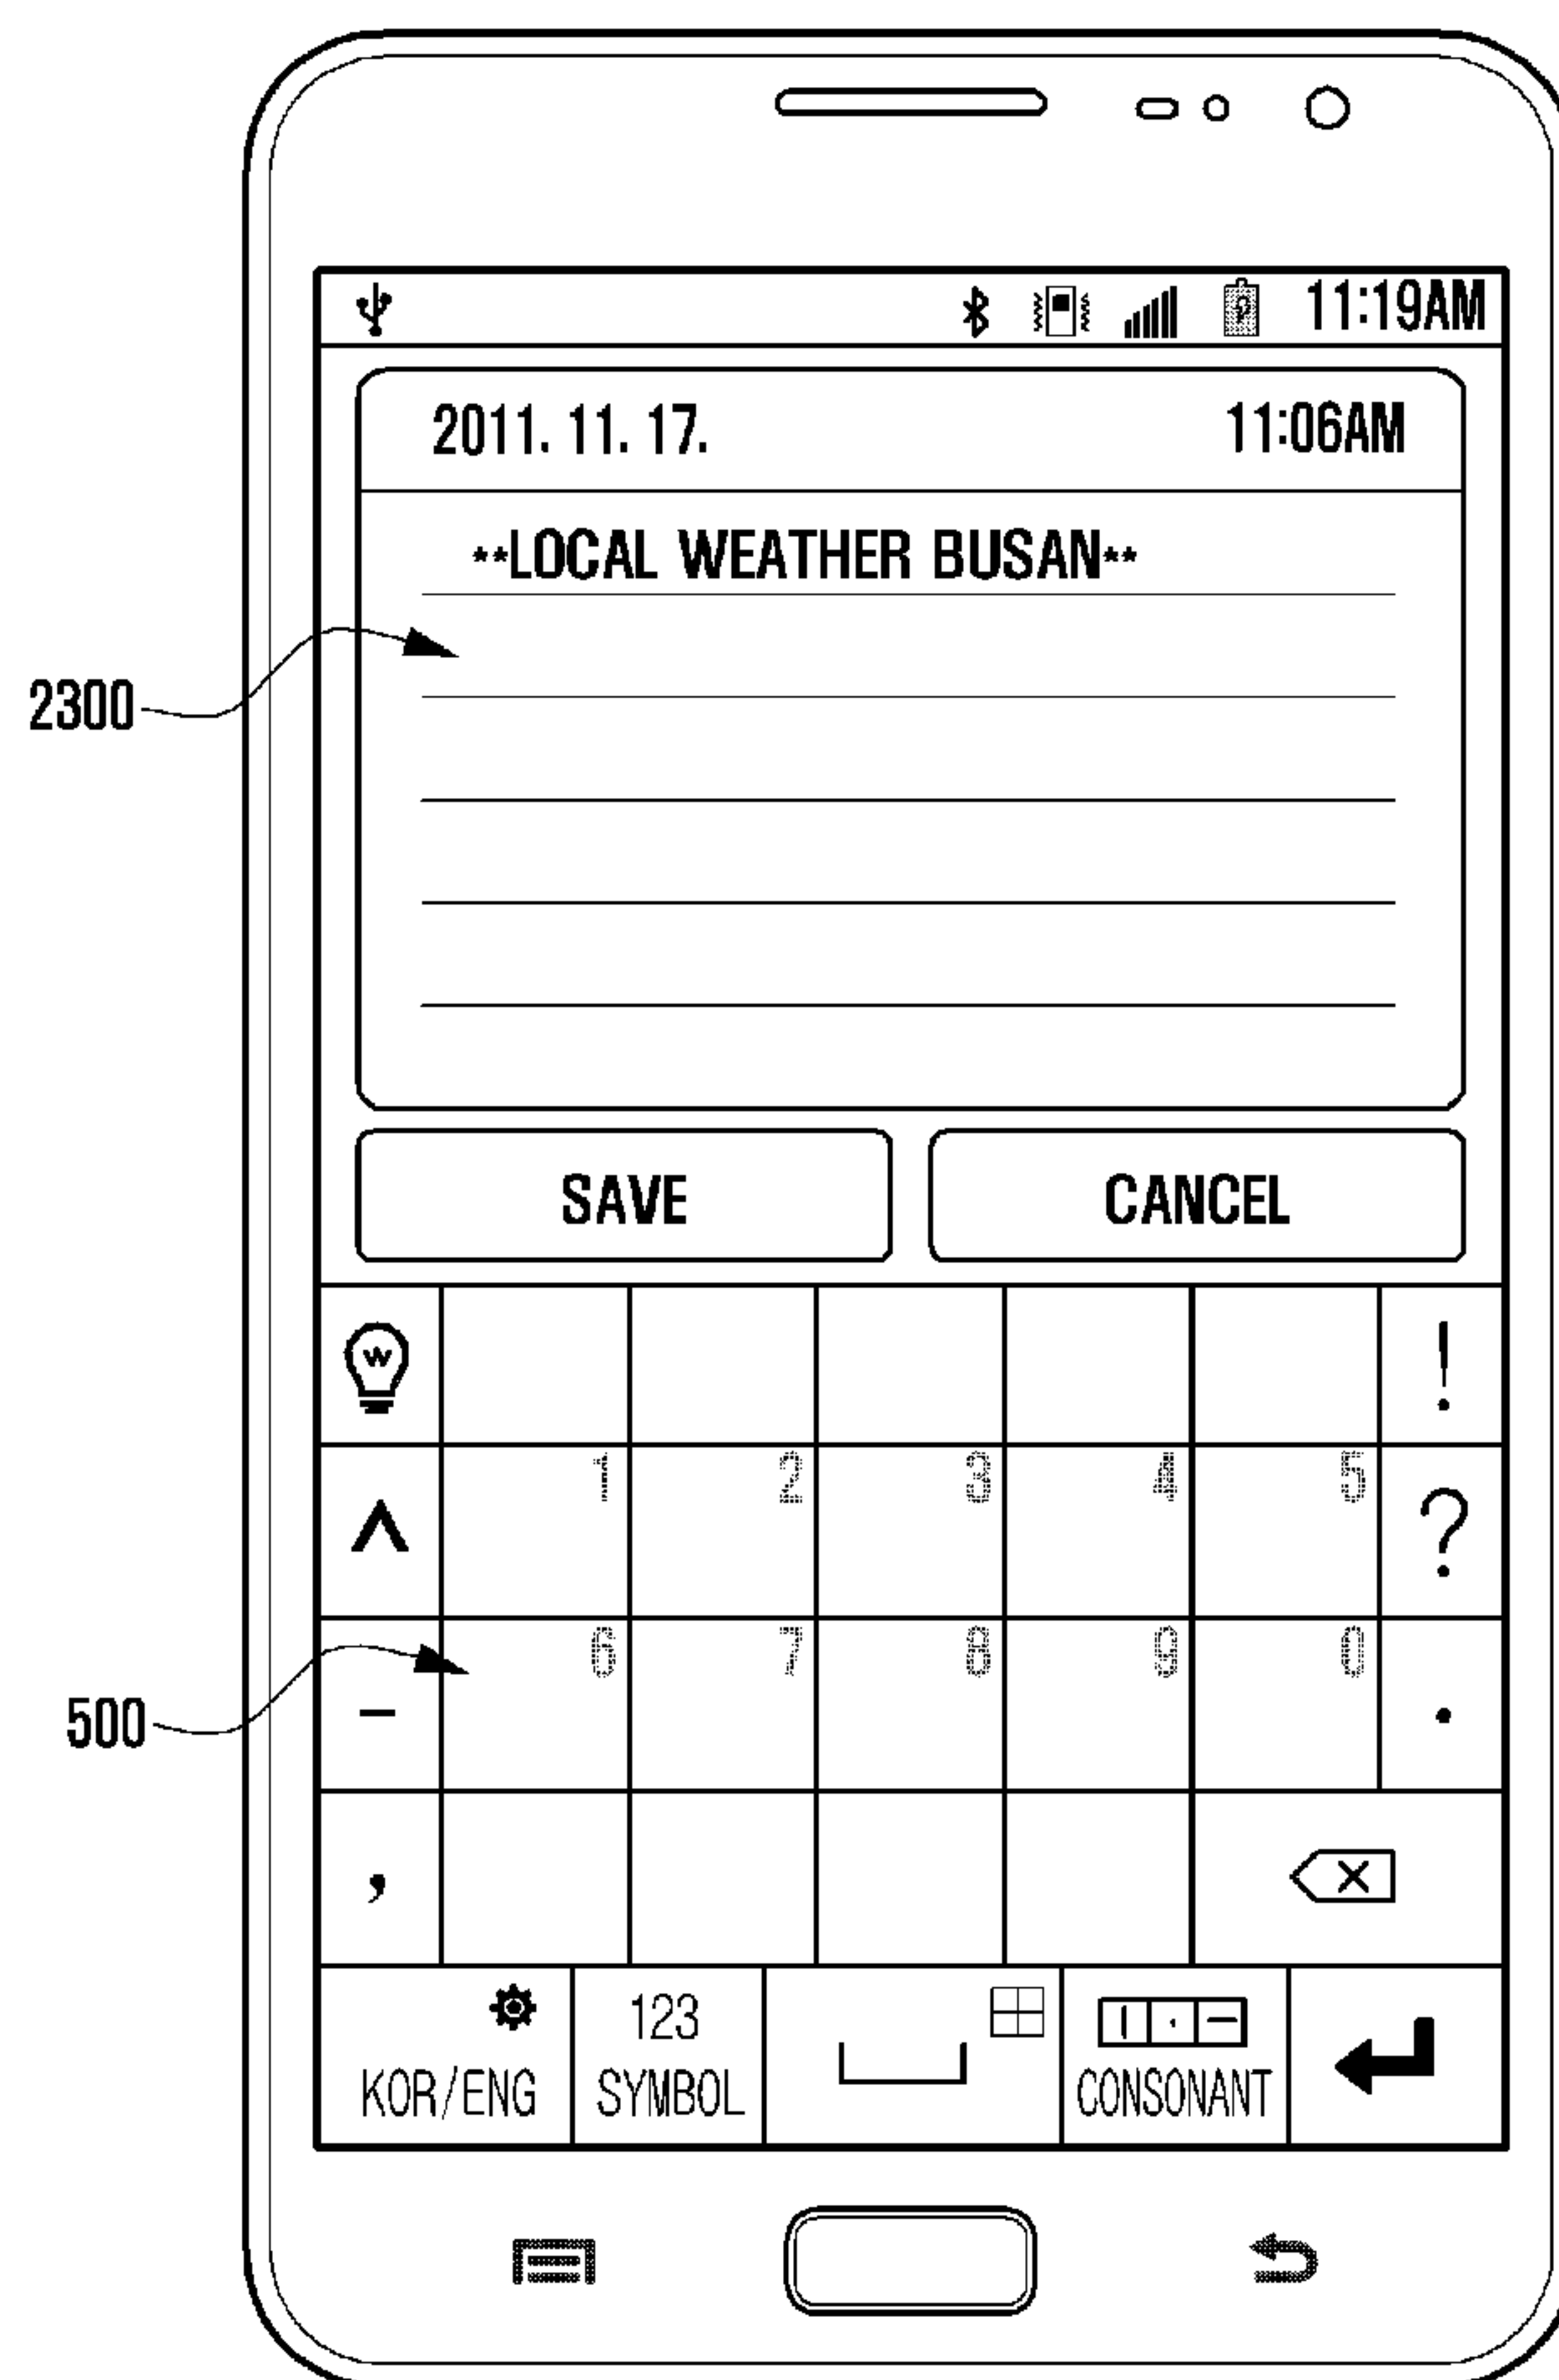 11:19AM
2011. 11. 17. 11:06AM
**LOCAL WEATHER BUSAN**
2300
SAVE CANCEL
W !
1 2 3 4 5 ?
6 7 8 9 0 .
500
-
,
123
KOR/ENG SYMBOL CONSONANT